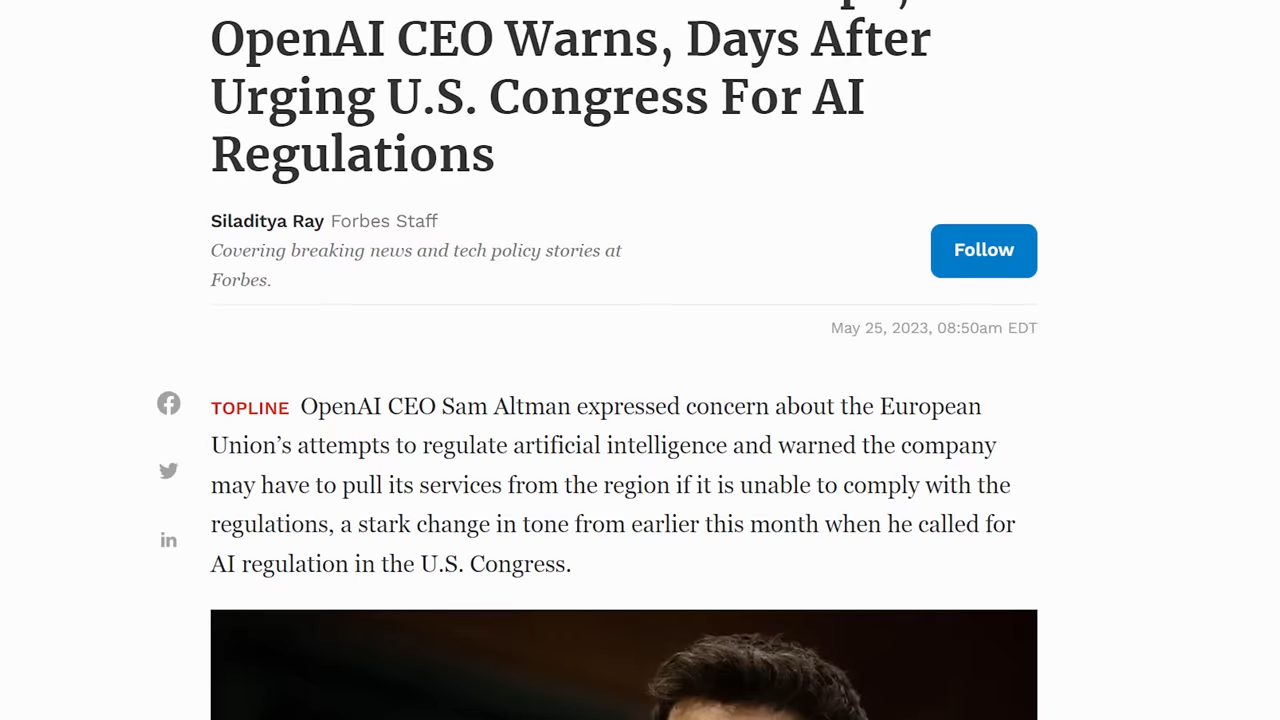 OpenAI CEO Warns, Days After
Urging U.S. Congress For AI
Regulations
Siladitya Ray Forbes Staff
Covering breaking news and tech policy stories at
Forbes.
Follow
May 25, 2023, 08:50am EDT
TOPLINE OpenAI CEO Sam Altman expressed concern about the European
Union’s attempts to regulate artificial intelligence and warned the company
may have to pull its services from the region if it is unable to comply with the
regulations, a stark change in tone from earlier this month when he called for
AI regulation in the U.S. Congress.